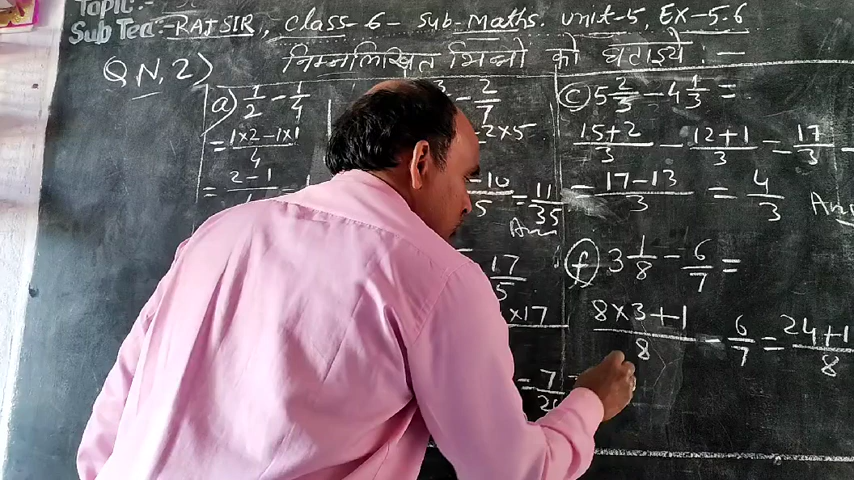 Topic:-
Sub Tea:- RAJ SIR, Class-6- Sub-Maths. Unit-5, EX-5.6
Q.N.2) निम्नलिखित भिन्नो को घटाइये :-
a) 1/2 - 1/4
= 1×2-1×1/4
= 2-1/
3 - 2/7
-2×5
-10/5 = 11/35
Ans
17/5
×17
= 7/20
(c) 5 2/3 - 4 1/3 =
15+2/3 - 12+1/3 = 17/3 -
= 17-13/3 = 4/3 Ans
(f) 3 1/8 - 6/7 =
8×3+1/8 - 6/7 = 24+1/8